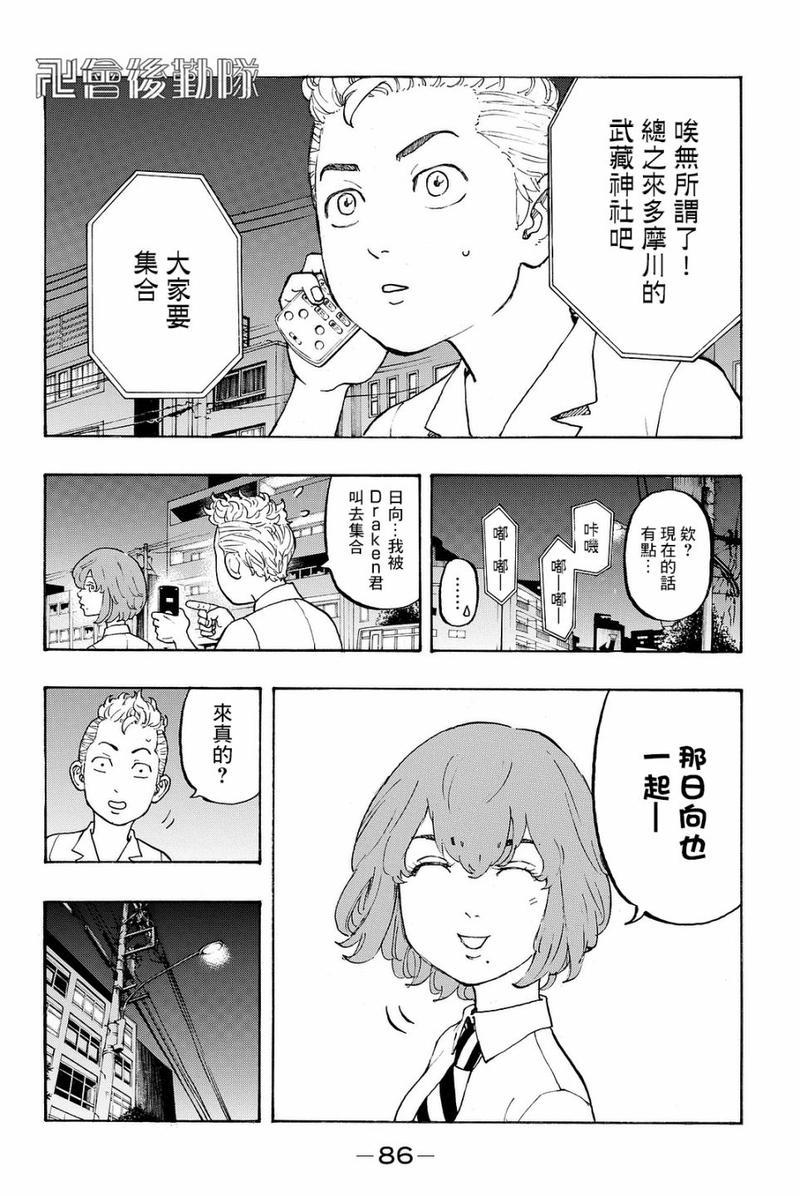 卍會後勤隊
唉無所謂了！
總之來多摩川的
武藏神社吧
大家要
集合
欸？
現在的話
有點…
咔嘰
嘟—嘟—
嘟—嘟—
……
日向…我被
Draken君
叫去集合
那日向也
一起—
來真的？
—86—